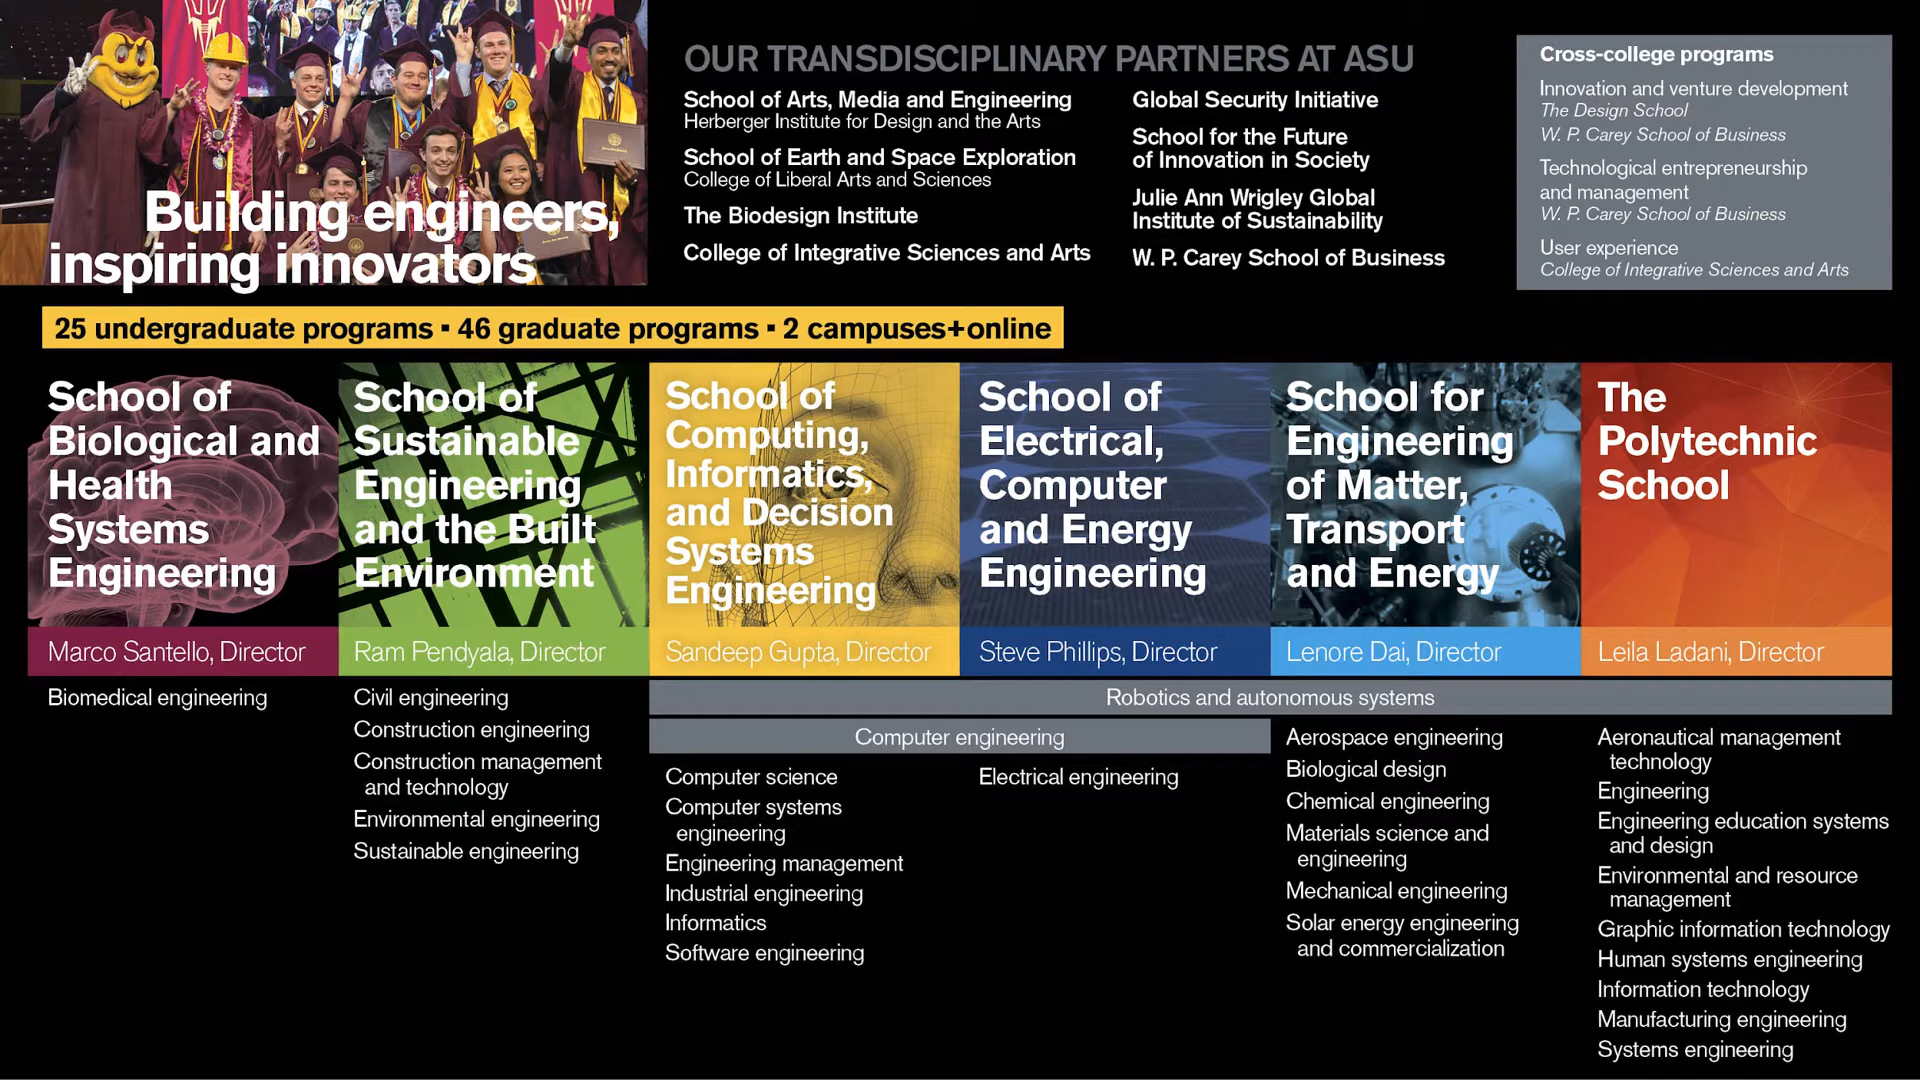 Building engineers,
inspiring innovators
OUR TRANSDISCIPLINARY PARTNERS AT ASU
School of Arts, Media and Engineering
Herberger Institute for Design and the Arts
School of Earth and Space Exploration
College of Liberal Arts and Sciences
The Biodesign Institute
College of Integrative Sciences and Arts
Global Security Initiative
School for the Future
of Innovation in Society
Julie Ann Wrigley Global
Institute of Sustainability
W. P. Carey School of Business
Cross-college programs
Innovation and venture development
The Design School
W. P. Carey School of Business
Technological entrepreneurship
and management
W. P. Carey School of Business
User experience
College of Integrative Sciences and Arts
25 undergraduate programs ▪ 46 graduate programs ▪ 2 campuses+online
School of
Biological and
Health
Systems
Engineering
Marco Santello, Director
Biomedical engineering
School of
Sustainable
Engineering
and the Built
Environment
Ram Pendyala, Director
Civil engineering
Construction engineering
Construction management
and technology
Environmental engineering
Sustainable engineering
School of
Computing,
Informatics,
and Decision
Systems
Engineering
Sandeep Gupta, Director
School of
Electrical,
Computer
and Energy
Engineering
Steve Phillips, Director
School for
Engineering
of Matter,
Transport
and Energy
Lenore Dai, Director
The
Polytechnic
School
Leila Ladani, Director
Robotics and autonomous systems
Computer engineering
Computer science
Computer systems
engineering
Engineering management
Industrial engineering
Informatics
Software engineering
Electrical engineering
Aerospace engineering
Biological design
Chemical engineering
Materials science and
engineering
Mechanical engineering
Solar energy engineering
and commercialization
Aeronautical management
technology
Engineering
Engineering education systems
and design
Environmental and resource
management
Graphic information technology
Human systems engineering
Information technology
Manufacturing engineering
Systems engineering